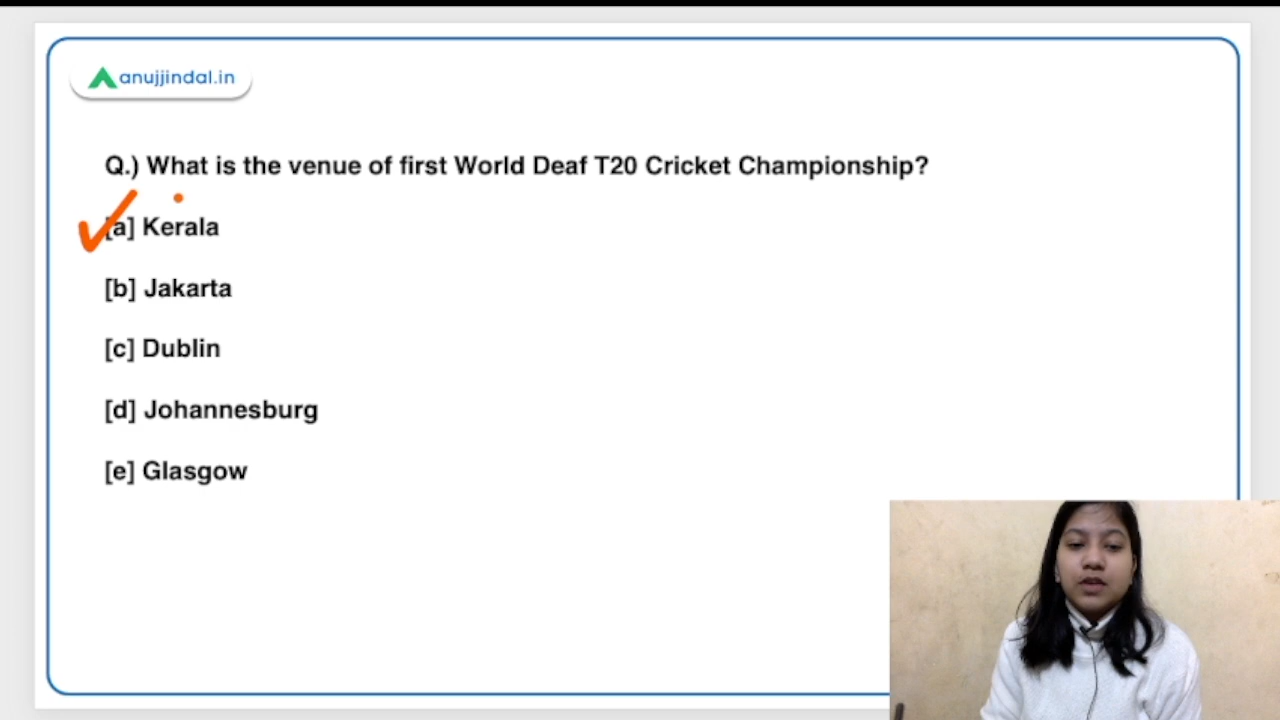 anujjindal.in
Q.) What is the venue of first World Deaf T20 Cricket Championship?
[a] Kerala
[b] Jakarta
[c] Dublin
[d] Johannesburg
[e] Glasgow